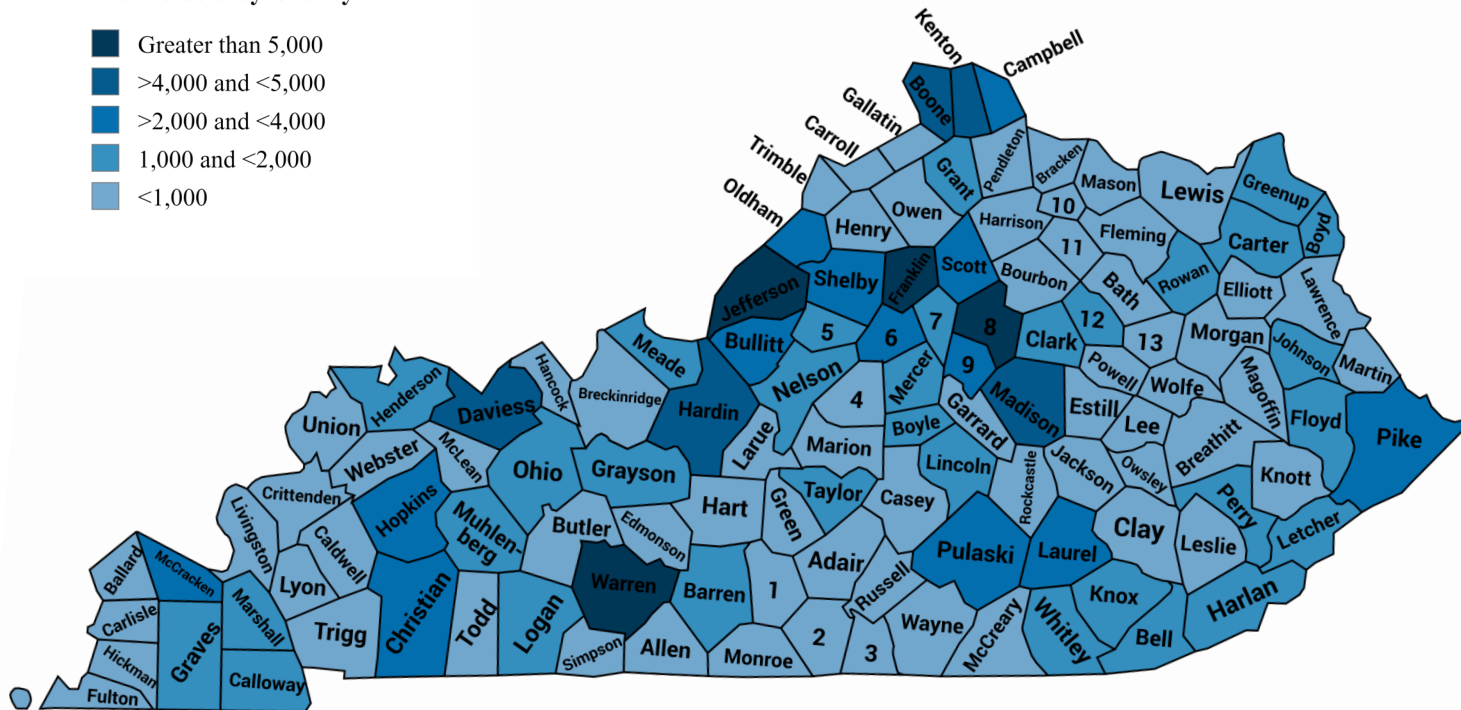 Greater than 5,000
>4,000 and <5,000
>2,000 and <4,000
1,000 and <2,000
<1,000
Kenton
Campbell
Boone
Gallatin
Carroll
Trimble
Oldham
Grant
Pendleton
Bracken
Mason
Lewis
Greenup
Boyd
Carter
Owen
Henry
Harrison
10
11
Fleming
Rowan
Elliott
Lawrence
Jefferson
Shelby
Franklin
Scott
Bourbon
Bath
Bullitt
5
6
7
8
9
Clark
12
13
Morgan
Johnson
Martin
Magoffin
Floyd
Pike
Powell
Wolfe
Meade
Nelson
Mercer
Madison
Estill
Lee
Breathitt
Knott
Hancock
Breckinridge
Hardin
Larue
4
Marion
Boyle
Garrard
Henderson
Daviess
Union
Webster
McLean
Ohio
Grayson
Lincoln
Rockcastle
Jackson
Owsley
Perry
Letcher
Crittenden
Livingston
Hopkins
Muhlen-
berg
Caldwell
Lyon
Butler
Edmonson
Hart
Green
Taylor
Casey
Adair
Russell
Pulaski
Laurel
Clay
Leslie
Harlan
Knox
Bell
Whitley
McCreary
Wayne
Ballard
McCracken
Carlisle
Hickman
Fulton
Graves
Marshall
Calloway
Trigg
Christian
Todd
Logan
Warren
Simpson
Allen
Barren
Monroe
1
2
3